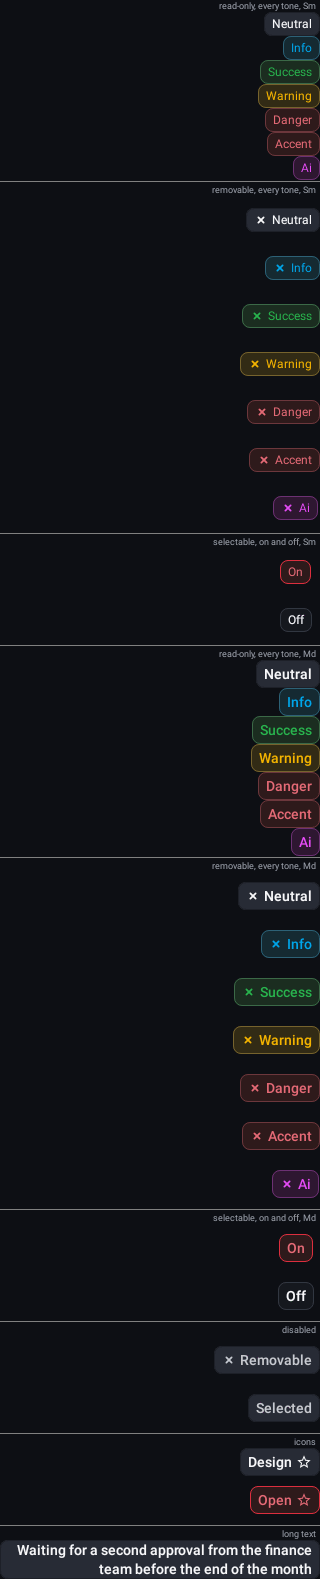 read-only, every tone, Sm
Neutral
Info
Success
Warning
Danger
Accent
Ai
removable, every tone, Sm
Neutral
Info
Success
Warning
Danger
Accent
Ai
selectable, on and off, Sm
On
Off
read-only, every tone, Md
Neutral
Info
Success
Warning
Danger
Accent
Ai
removable, every tone, Md
Neutral
Info
Success
Warning
Danger
Accent
Ai
selectable, on and off, Md
On
Off
disabled
Removable
Selected
icons
Design
Open
long text
Waiting for a second approval from the finance
team before the end of the month